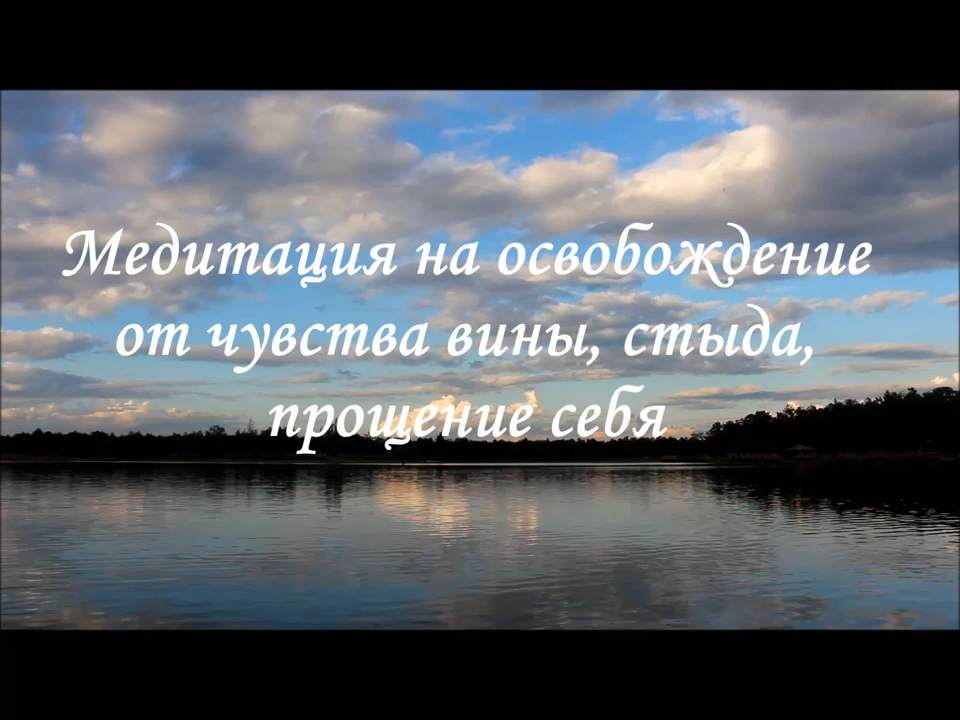 Медитация на освобождение
от чувства вины, стыда,
прощение себя